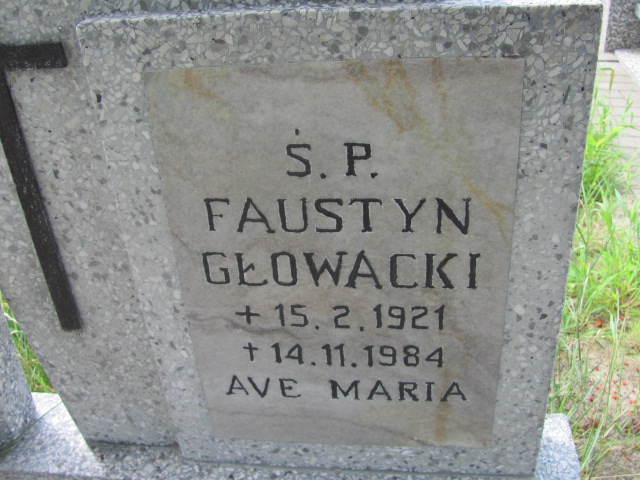 Ś. P.
FAUSTYN
GŁOWACKI
+ 15. 2. 1921
+ 14. 11. 1984
AVE MARIA